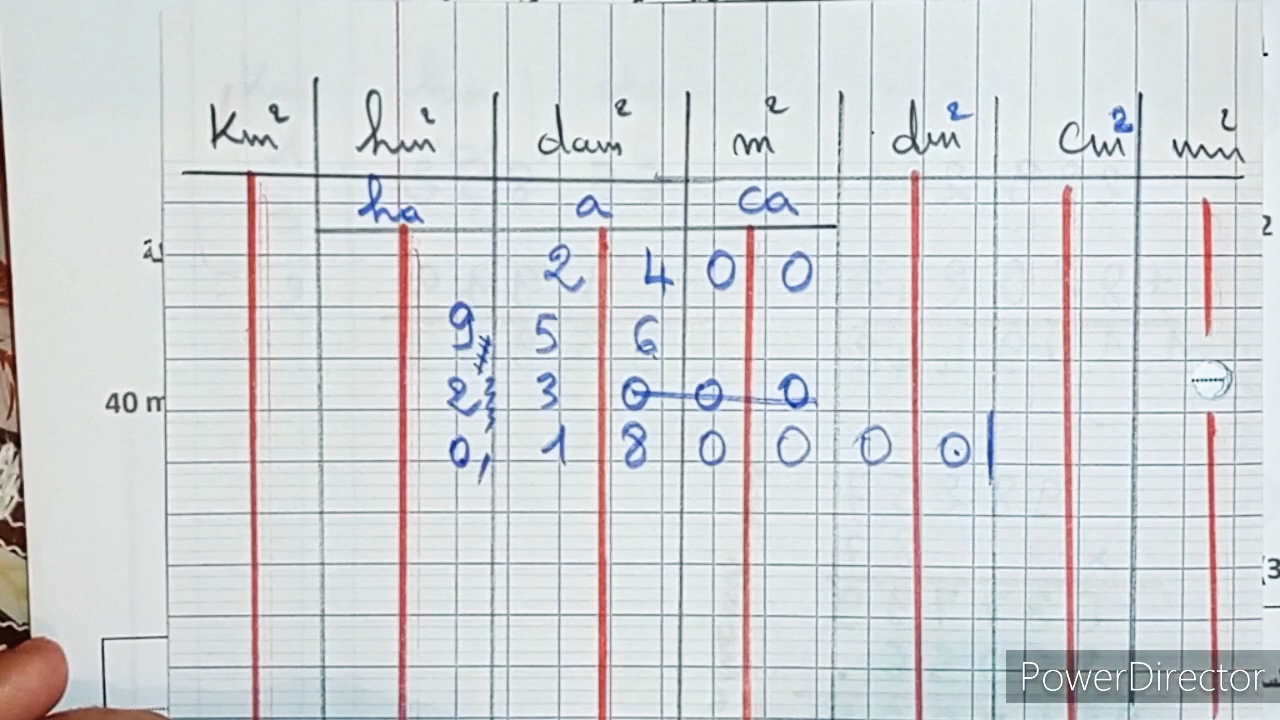 Km² hm² dam² m² dm² cm² mm²
ha a ca
2 4 0 0
9, 5 6
2, 3 0 0 0
40 m
0, 1 8 0 0 0 0
PowerDirector